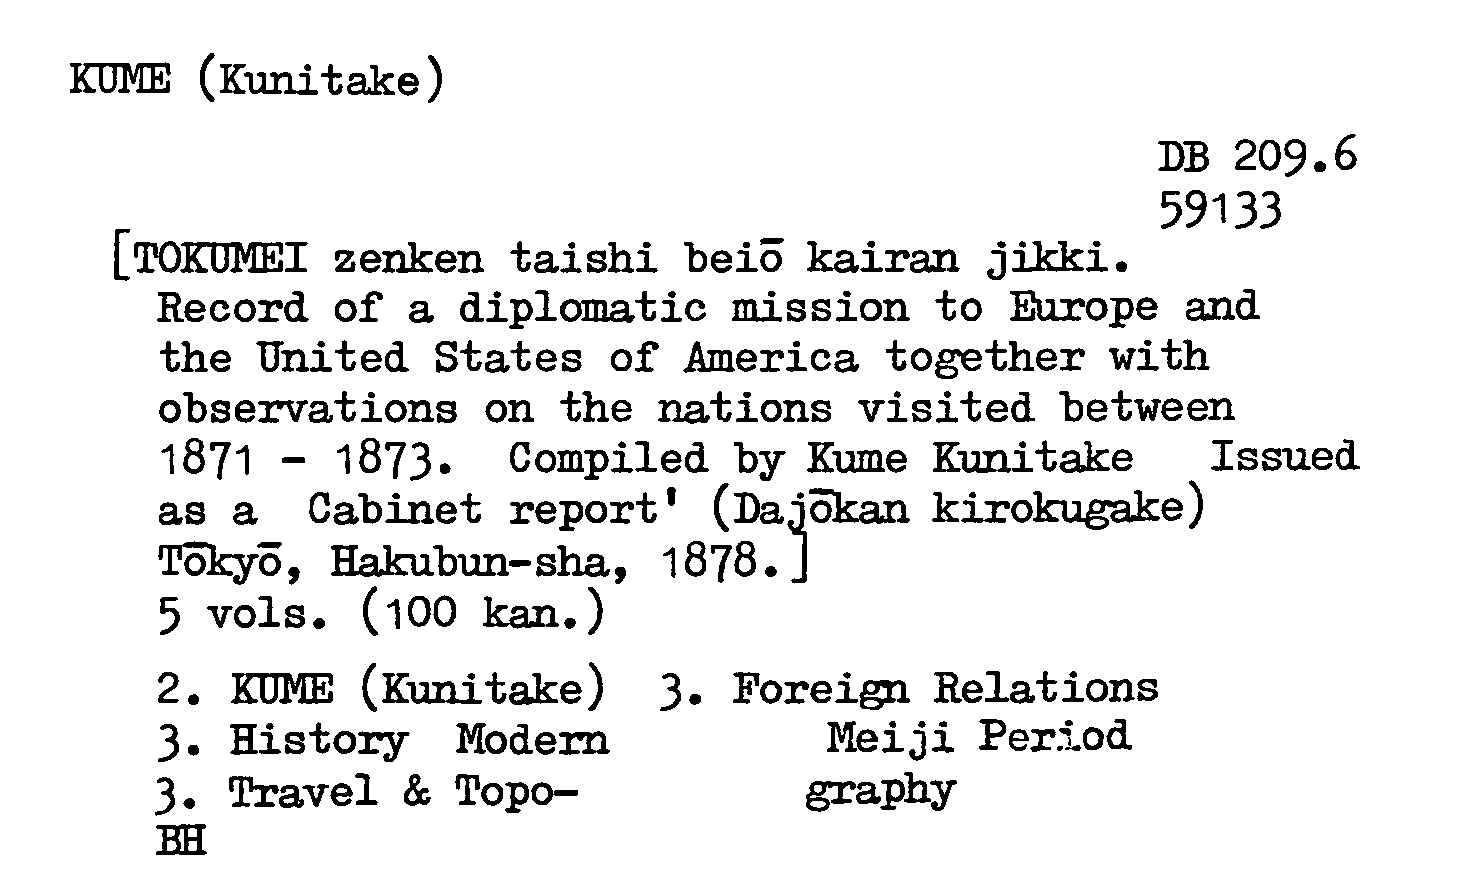 KUME (Kunitake)
DB 209.6
59133
[TOKUMEI zenken taishi beiō kairan jikki.
Record of a diplomatic mission to Europe and
the United States of America together with
observations on the nations visited between
1871 - 1873. Compiled by Kume Kunitake Issued
as a Cabinet report' (Dajōkan kirokugake)
Tōkyō, Hakubun-sha, 1878.]
5 vols. (100 kan.)
2. KUME (Kunitake) 3. Foreign Relations
3. History Modern Meiji Period
3. Travel & Topo- graphy
BH